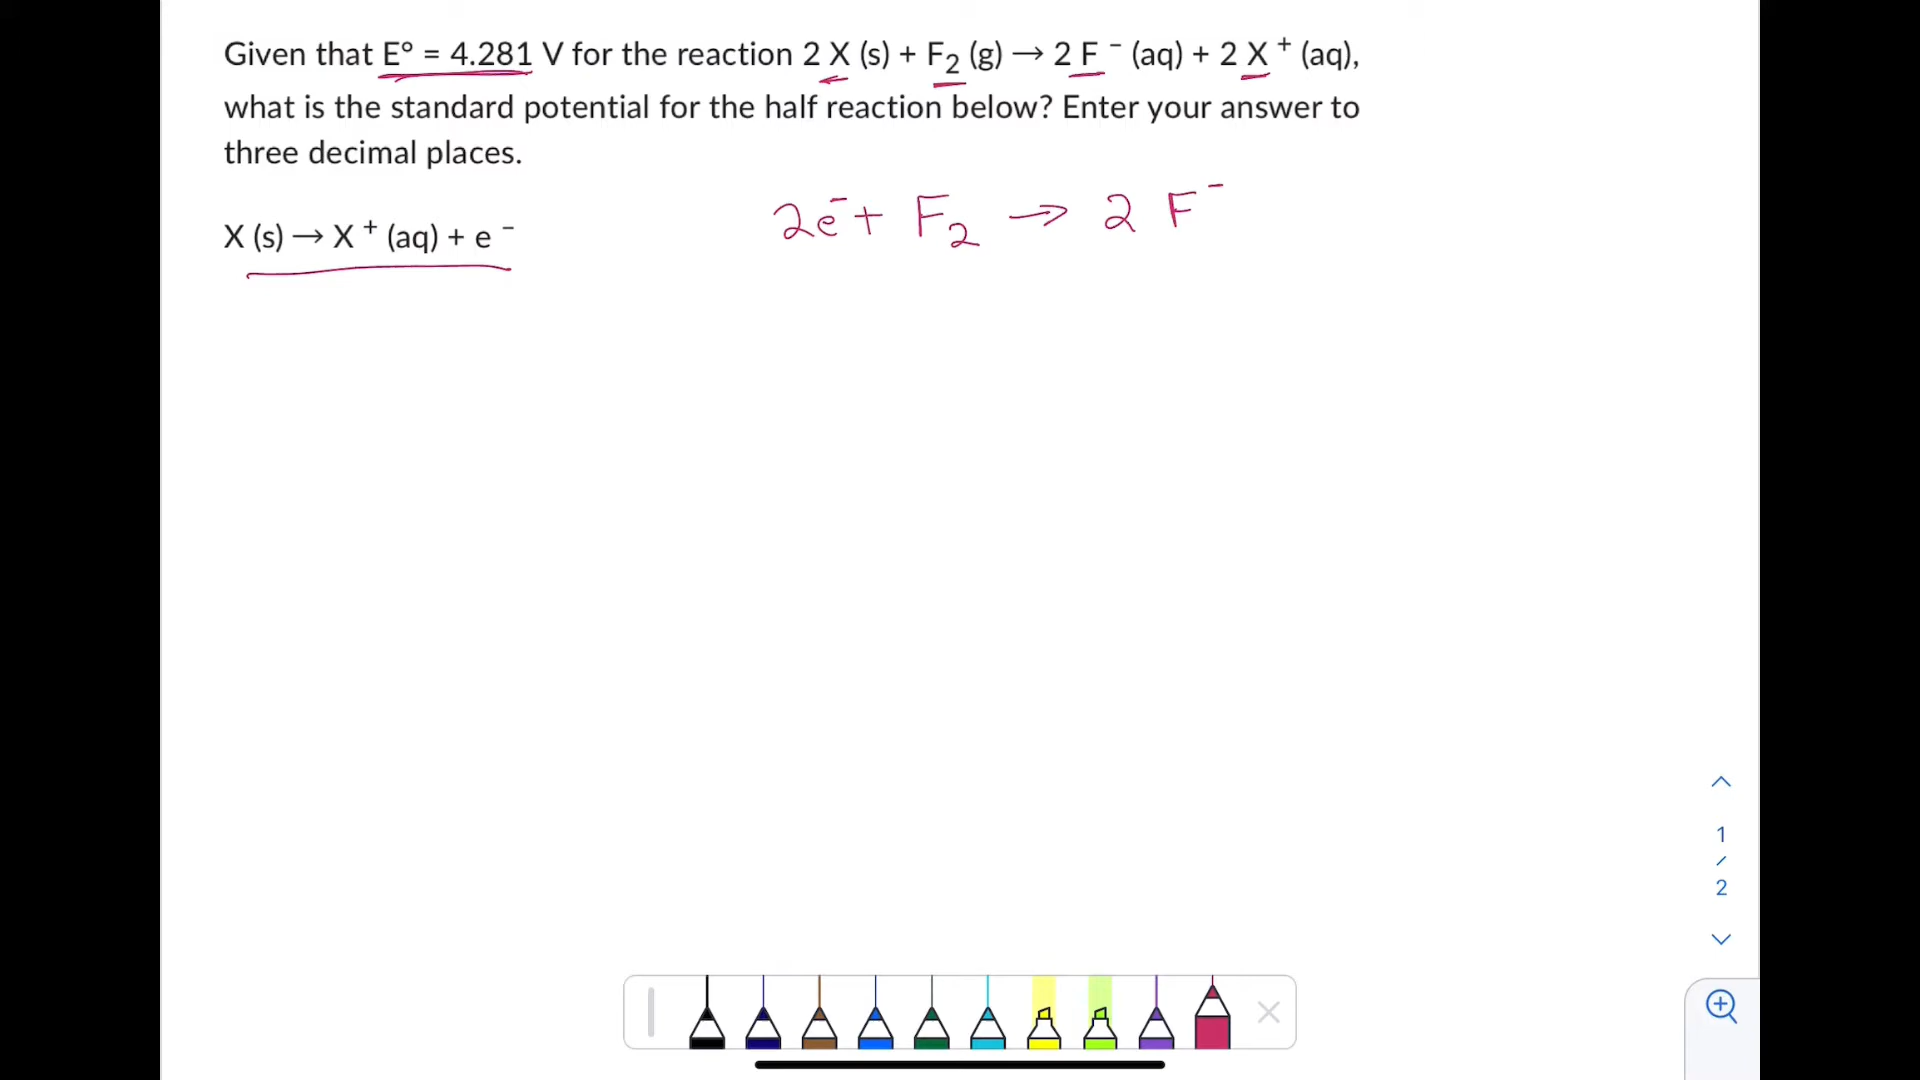 Given that E° = 4.281 V for the reaction 2 X (s) + F₂ (g) → 2 F ⁻ (aq) + 2 X ⁺ (aq),
what is the standard potential for the half reaction below? Enter your answer to
three decimal places.
2e⁻ + F₂ → 2 F⁻
X (s) → X ⁺ (aq) + e ⁻
1
/
2